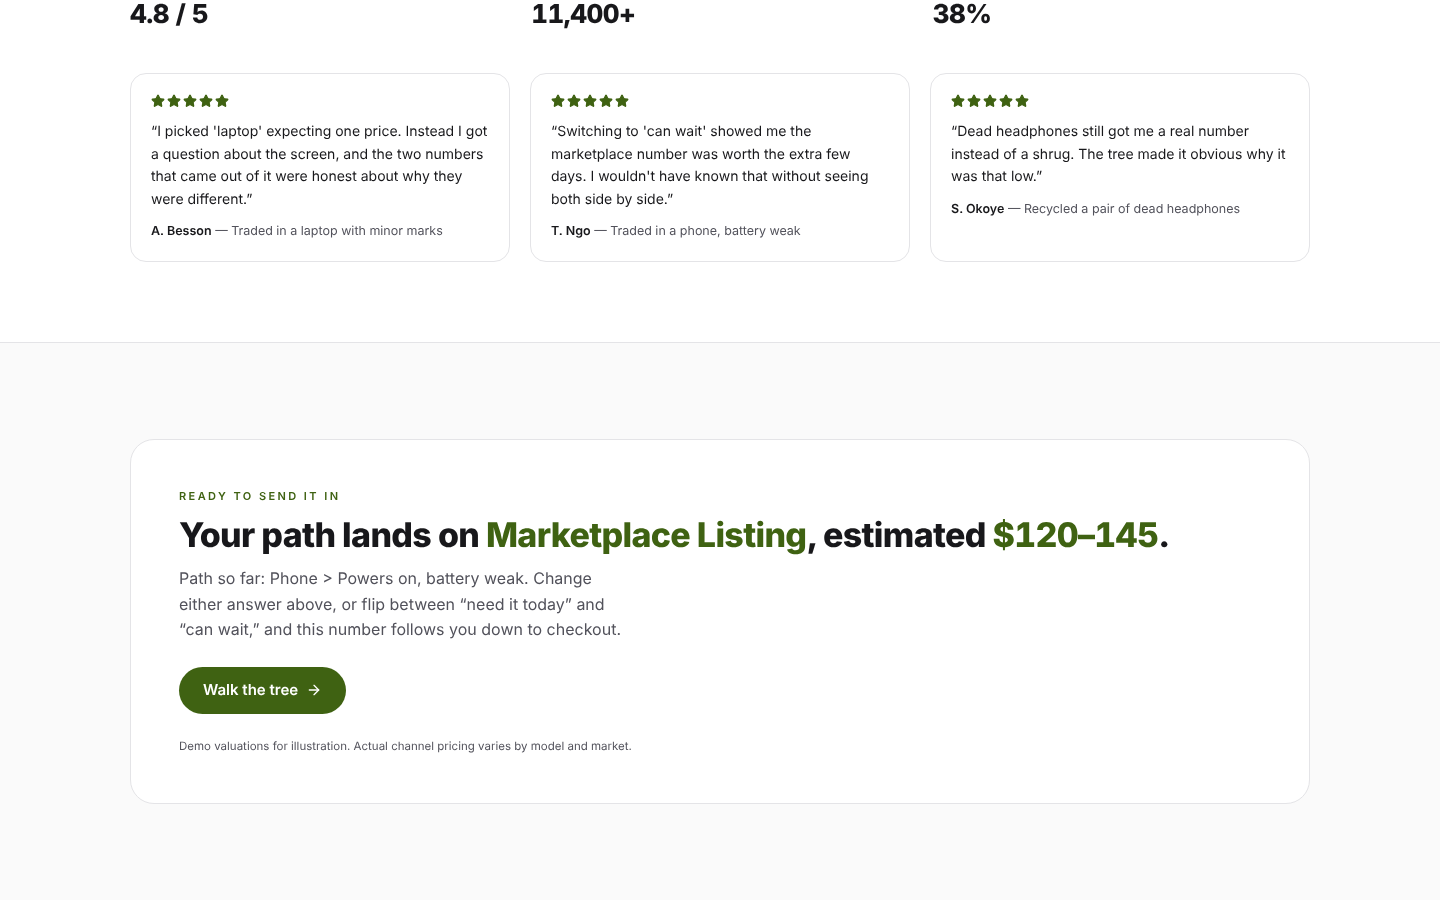 4.8 / 5
11,400+
38%
“I picked 'laptop' expecting one price. Instead I got
a question about the screen, and the two numbers
that came out of it were honest about why they
were different.”
A. Besson — Traded in a laptop with minor marks
“Switching to 'can wait' showed me the
marketplace number was worth the extra few
days. I wouldn't have known that without seeing
both side by side.”
T. Ngo — Traded in a phone, battery weak
“Dead headphones still got me a real number
instead of a shrug. The tree made it obvious why it
was that low.”
S. Okoye — Recycled a pair of dead headphones
READY TO SEND IT IN
Your path lands on Marketplace Listing, estimated $120–145.
Path so far: Phone > Powers on, battery weak. Change
either answer above, or flip between “need it today” and
“can wait,” and this number follows you down to checkout.
Walk the tree →
Demo valuations for illustration. Actual channel pricing varies by model and market.